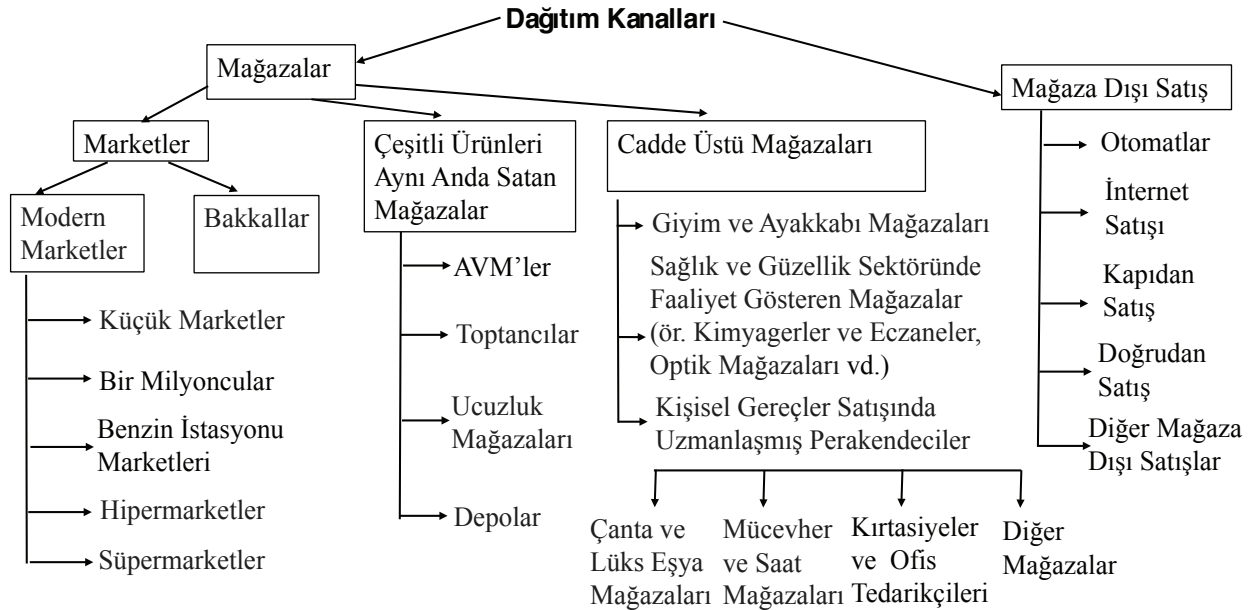 Dağıtım Kanalları
Mağazalar
Mağaza Dışı Satış
Marketler
Çeşitli Ürünleri
Aynı Anda Satan
Mağazalar
Cadde Üstü Mağazaları
Modern
Marketler
Bakkallar
Küçük Marketler
Bir Milyoncular
Benzin İstasyonu
Marketleri
Hipermarketler
Süpermarketler
AVM’ler
Toptancılar
Ucuzluk
Mağazaları
Depolar
Giyim ve Ayakkabı Mağazaları
Sağlık ve Güzellik Sektöründe
Faaliyet Gösteren Mağazalar
(ör. Kimyagerler ve Eczaneler,
Optik Mağazaları vd.)
Kişisel Gereçler Satışında
Uzmanlaşmış Perakendeciler
Çanta ve
Lüks Eşya
Mağazaları
Mücevher
ve Saat
Mağazaları
Kırtasiyeler
ve Ofis
Tedarikçileri
Diğer
Mağazalar
Otomatlar
İnternet
Satışı
Kapıdan
Satış
Doğrudan
Satış
Diğer Mağaza
Dışı Satışlar